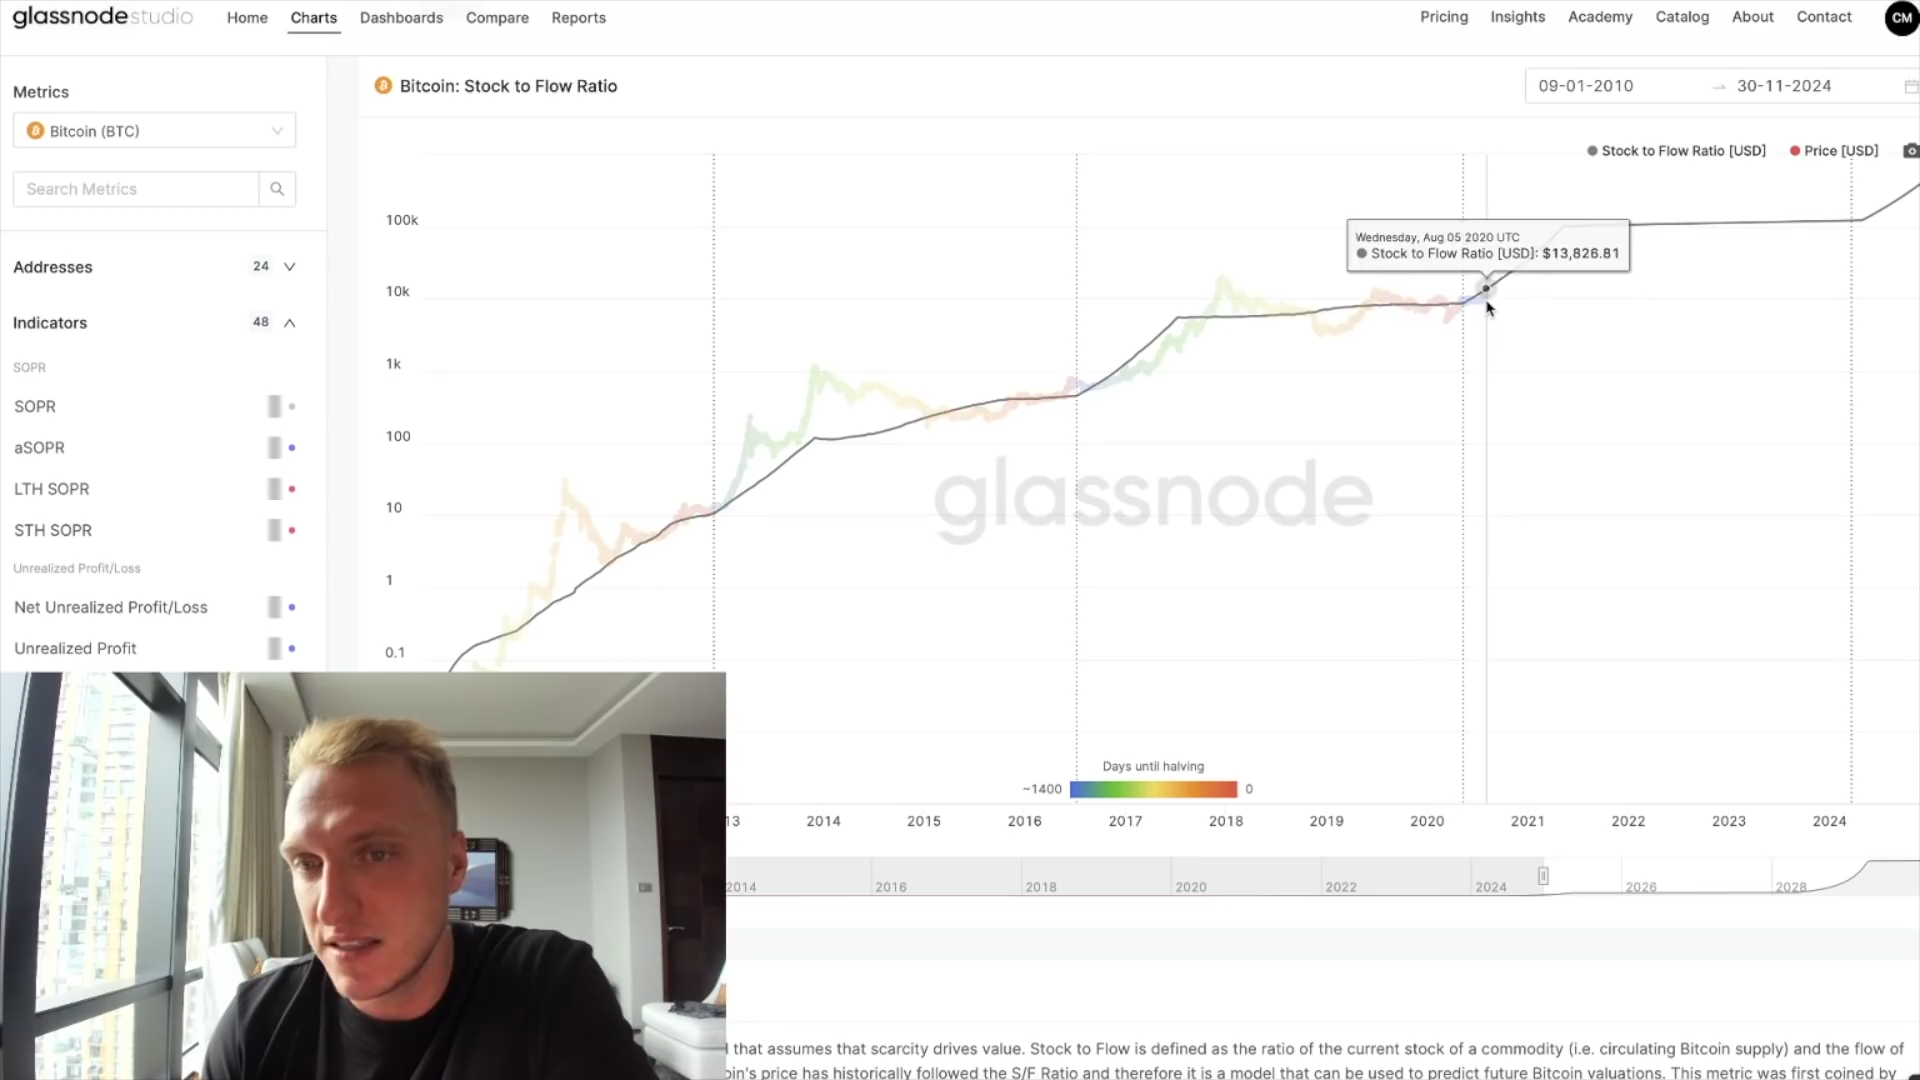 glassnodestudio Home Charts Dashboards Compare Reports Pricing Insights Academy Catalog About Contact CM
Metrics
Bitcoin (BTC)
Search Metrics
Addresses 24
Indicators 48
SOPR
SOPR
aSOPR
LTH SOPR
STH SOPR
Unrealized Profit/Loss
Net Unrealized Profit/Loss
Unrealized Profit
Bitcoin: Stock to Flow Ratio
09-01-2010 → 30-11-2024
Stock to Flow Ratio [USD] Price [USD]
100k
10k
1k
100
10
1
0.1
Wednesday, Aug 05 2020 UTC
Stock to Flow Ratio [USD]: $13,826.81
glassnode
Days until halving
~1400 0
13 2014 2015 2016 2017 2018 2019 2020 2021 2022 2023 2024
2014 2016 2018 2020 2022 2024 2026 2028
that assumes that scarcity drives value. Stock to Flow is defined as the ratio of the current stock of a commodity (i.e. circulating Bitcoin supply) and the flow of
oin's price has historically followed the S/F Ratio and therefore it is a model that can be used to predict future Bitcoin valuations. This metric was first coined by